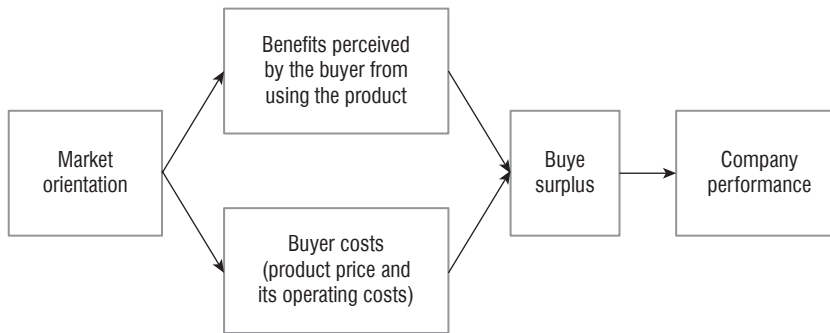 Market
orientation
Benefits perceived
by the buyer from
using the product
Buyer costs
(product price and
its operating costs)
Buye
surplus
Company
performance